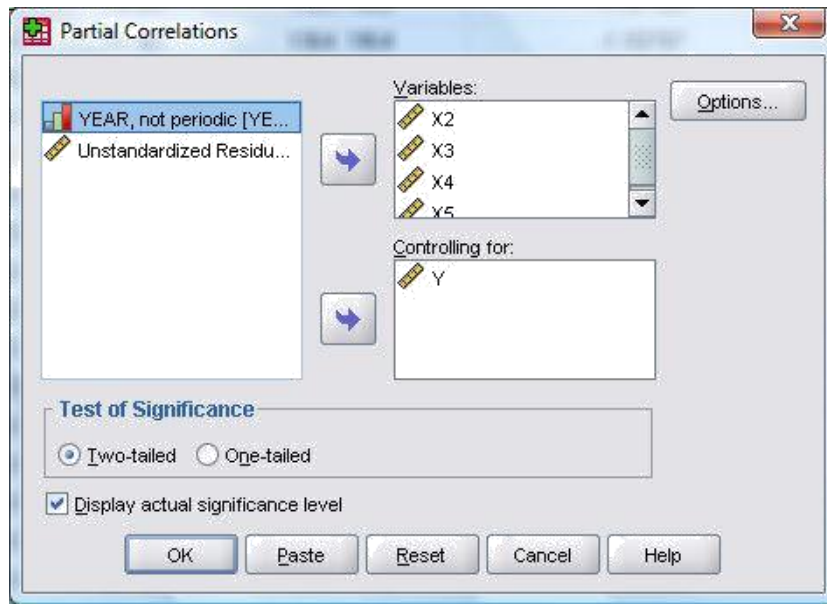 Partial Correlations
YEAR, not periodic [YE...
Unstandardized Residu...
Variables:
X2
X3
X4
X5
Options...
Controlling for:
Y
Test of Significance
Two-tailed
One-tailed
Display actual significance level
OK
Paste
Reset
Cancel
Help